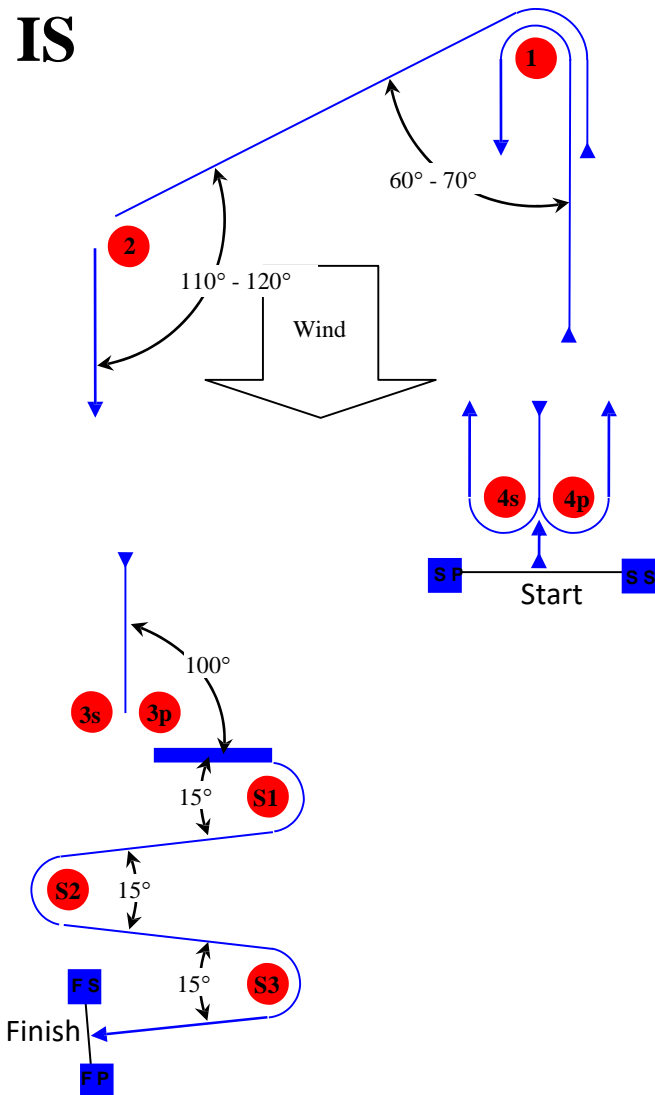 IS
1
60° - 70°
2
110° - 120°
Wind
4s
4p
S P
S S
Start
100°
3s
3p
15°
S1
S2
15°
15°
S3
F S
Finish
F P